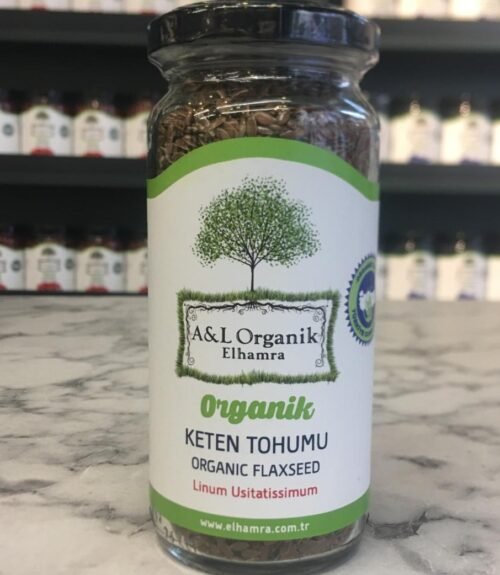 A&L Organik
Elhamra
Organik
KETEN TOHUMU
ORGANIC FLAXSEED
Linum Usitatissimum
www.elhamra.com.tr